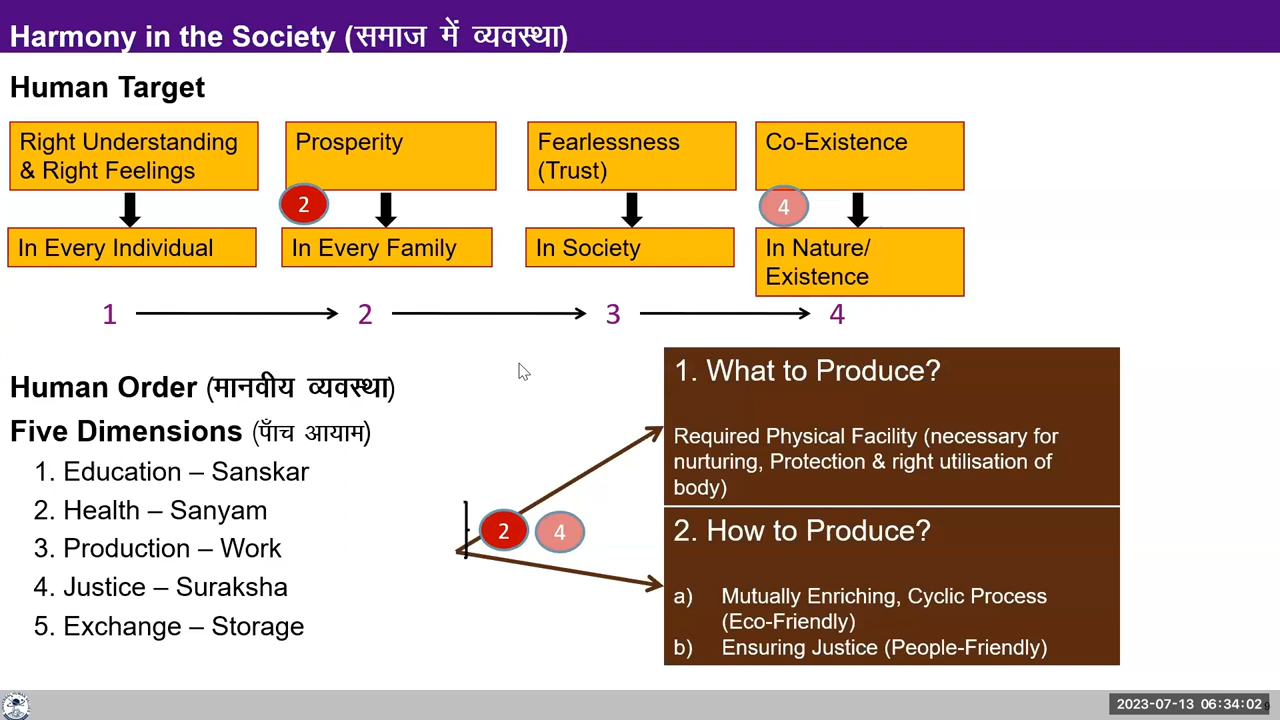 Harmony in the Society (समाज में व्यवस्था)
Human Target
Right Understanding
& Right Feelings
Prosperity
Fearlessness
(Trust)
Co-Existence
2
4
In Every Individual
In Every Family
In Society
In Nature/
Existence
1
2
3
4
Human Order (मानवीय व्यवस्था)
Five Dimensions (पाँच आयाम)
1. Education – Sanskar
2. Health – Sanyam
3. Production – Work
4. Justice – Suraksha
5. Exchange – Storage
2
4
1. What to Produce?
Required Physical Facility (necessary for
nurturing, Protection & right utilisation of
body)
2. How to Produce?
a) Mutually Enriching, Cyclic Process
(Eco-Friendly)
b) Ensuring Justice (People-Friendly)
2023-07-13 06:34:02
9